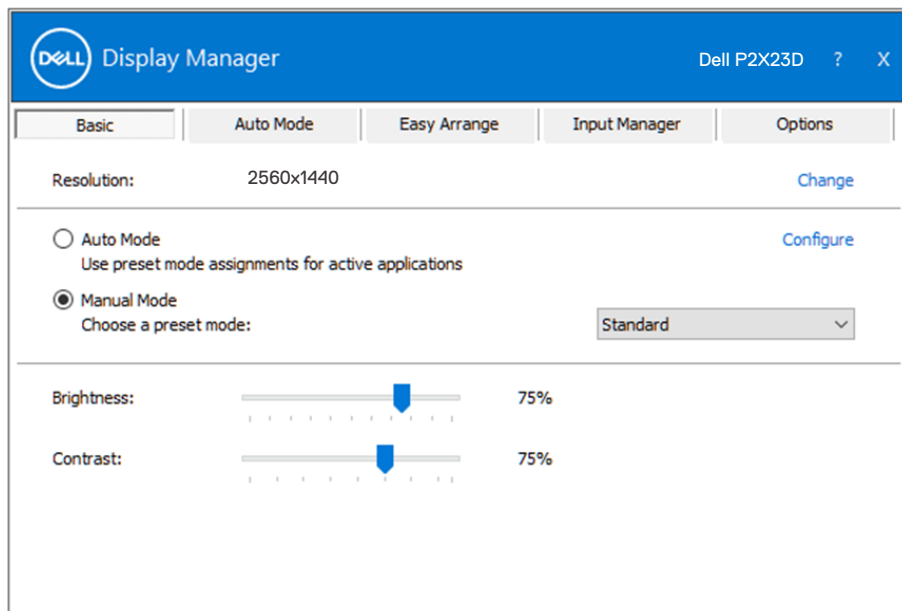 DELL Display Manager Dell P2X23D ? X
Basic Auto Mode Easy Arrange Input Manager Options
Resolution: 2560x1440 Change
Auto Mode Configure
Use preset mode assignments for active applications
Manual Mode
Choose a preset mode: Standard
Brightness: 75%
Contrast: 75%